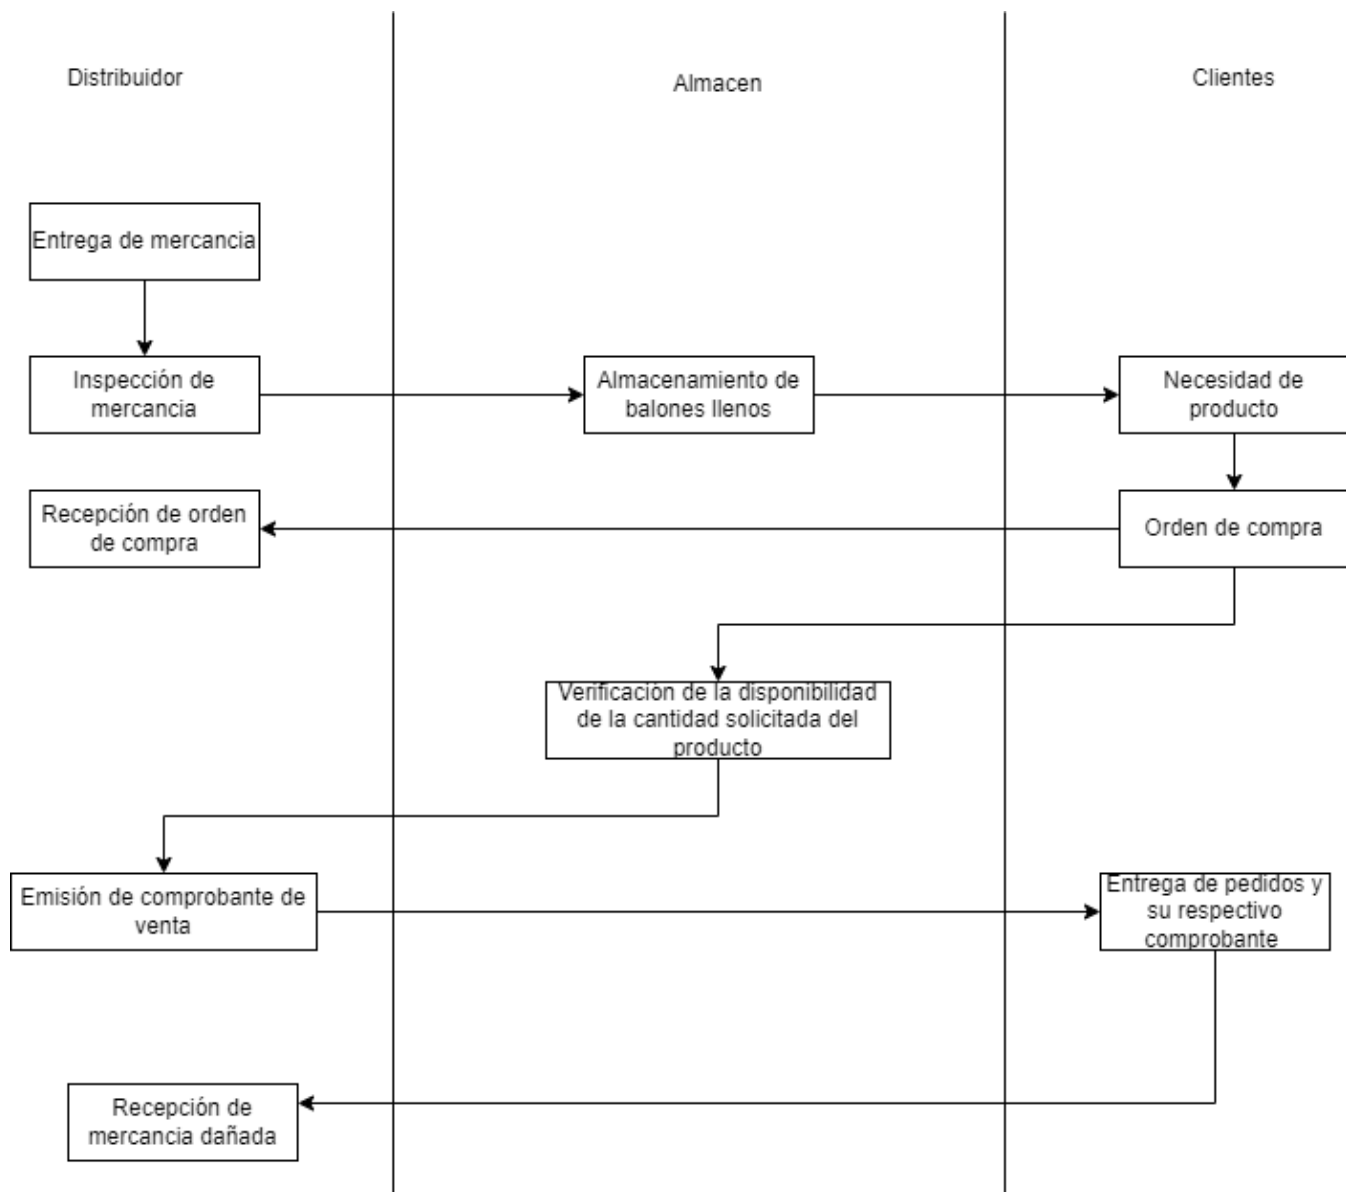 Distribuidor
Almacen
Clientes
Entrega de mercancia
Inspección de
mercancia
Almacenamiento de
balones llenos
Necesidad de
producto
Recepción de orden
de compra
Orden de compra
Verificación de la disponibilidad
de la cantidad solicitada del
producto
Emisión de comprobante de
venta
Entrega de pedidos y
su respectivo
comprobante
Recepción de
mercancia dañada